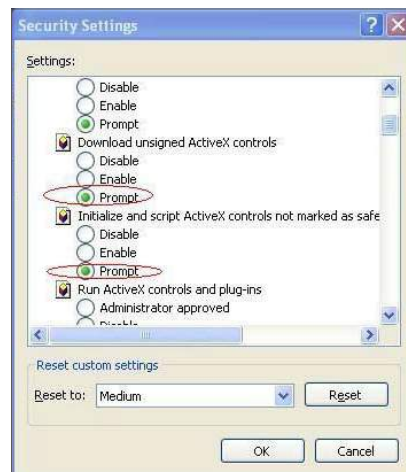 Security Settings
Settings:
Disable
Enable
Prompt
Download unsigned ActiveX controls
Disable
Enable
Prompt
Initialize and script ActiveX controls not marked as safe
Disable
Enable
Prompt
Run ActiveX controls and plug-ins
Administrator approved
Disable
Reset custom settings
Reset to: Medium Reset
OK Cancel